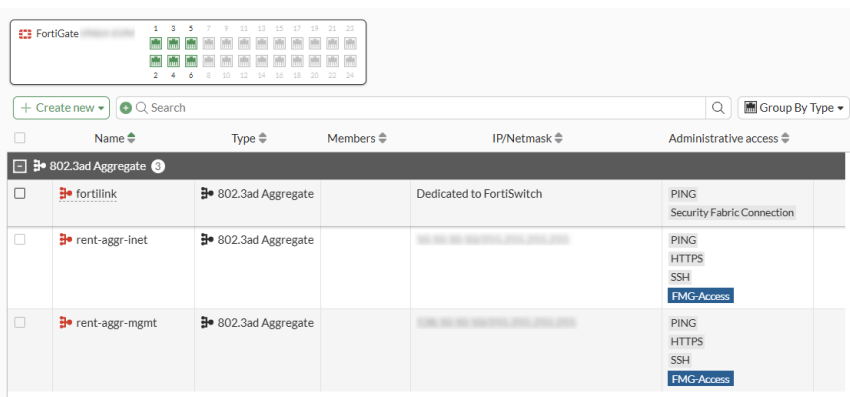 FortiGate
1 3 5 7 9 11 13 15 17 19 21 23
2 4 6 8 10 12 14 16 18 20 22 24
+ Create new
Search
Group By Type
Name Type Members IP/Netmask Administrative access
802.3ad Aggregate 3
fortilink 802.3ad Aggregate Dedicated to FortiSwitch PING
Security Fabric Connection
rent-aggr-inet 802.3ad Aggregate PING
HTTPS
SSH
FMG-Access
rent-aggr-mgmt 802.3ad Aggregate PING
HTTPS
SSH
FMG-Access